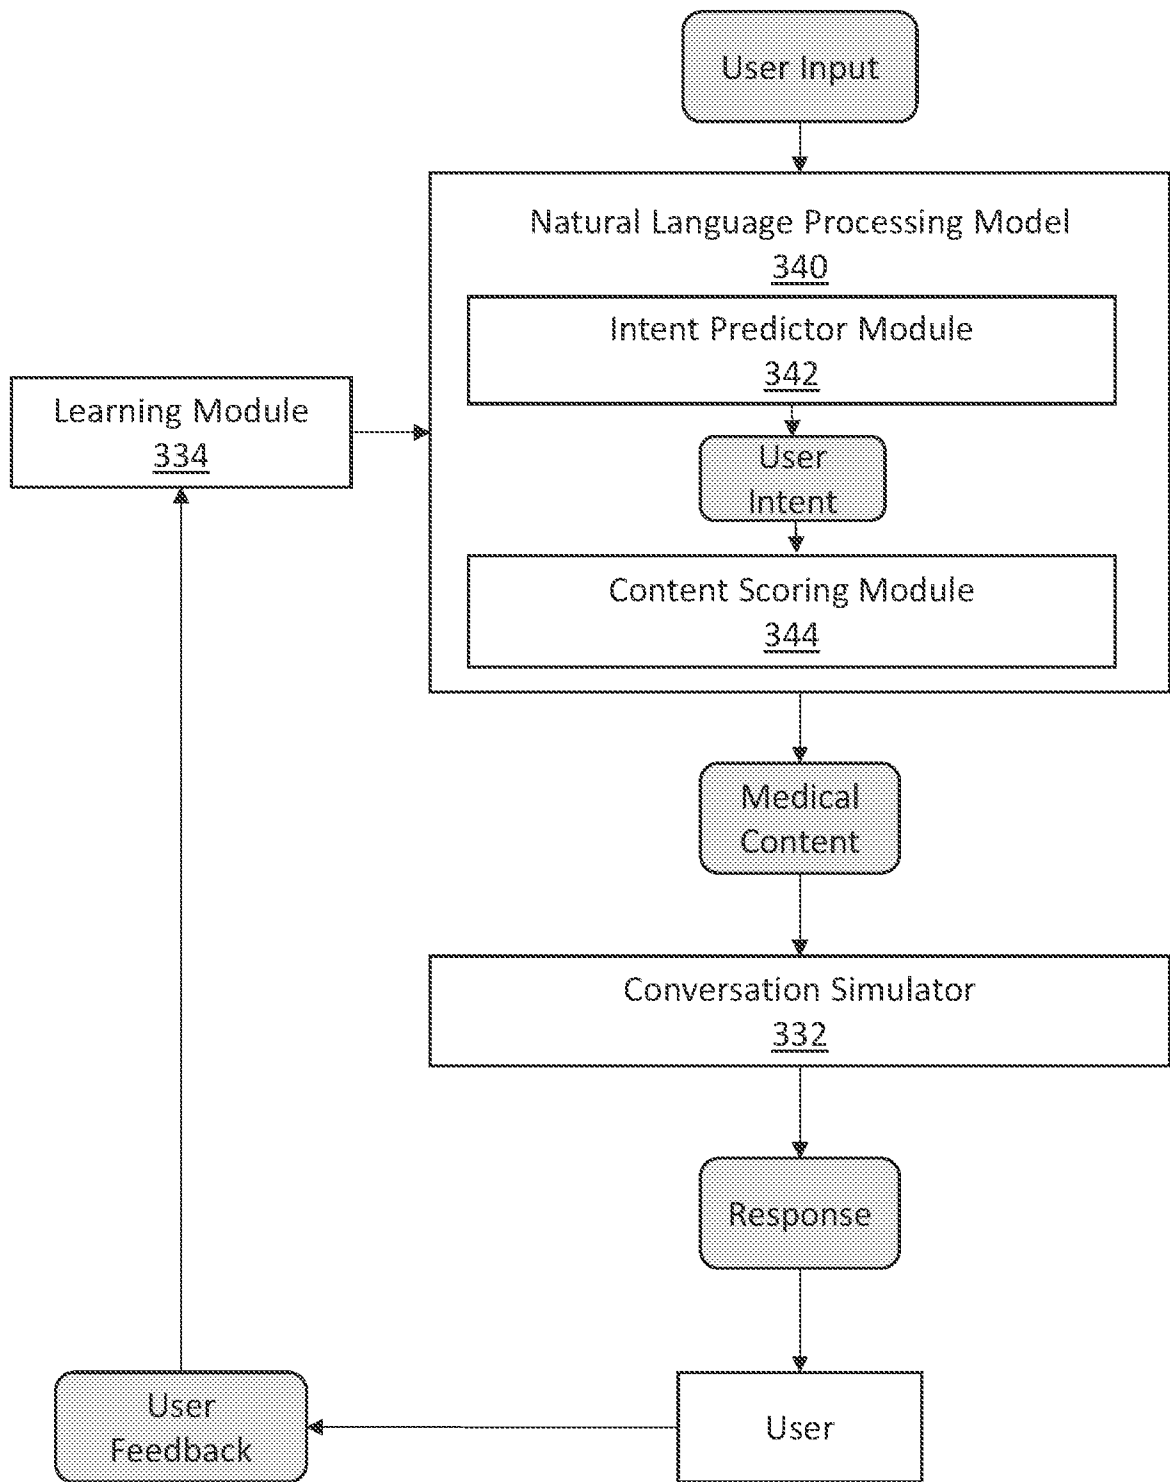 User Input
Natural Language Processing Model
340
Intent Predictor Module
342
Learning Module
334
User
Intent
Content Scoring Module
344
Medical
Content
Conversation Simulator
332
Response
User
Feedback
User